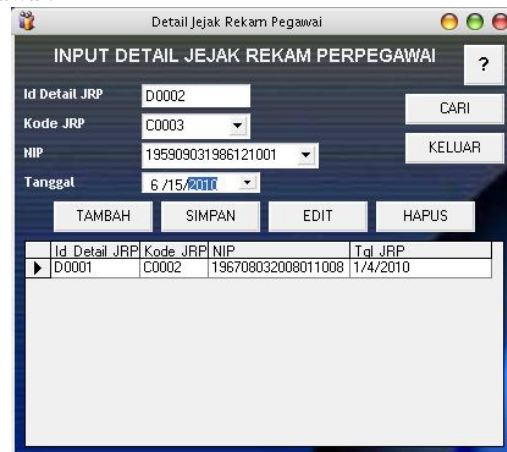 Detail Jejak Rekam Pegawai
INPUT DETAIL JEJAK REKAM PERPEGAWAI
?
Id Detail JRP D0002
CARI
Kode JRP C0003
KELUAR
NIP 195909031986121001
Tanggal 6 /15/2010
TAMBAH SIMPAN EDIT HAPUS
Id Detail JRP Kode JRP NIP Tgl JRP
D0001 C0002 196708032008011008 1/4/2010